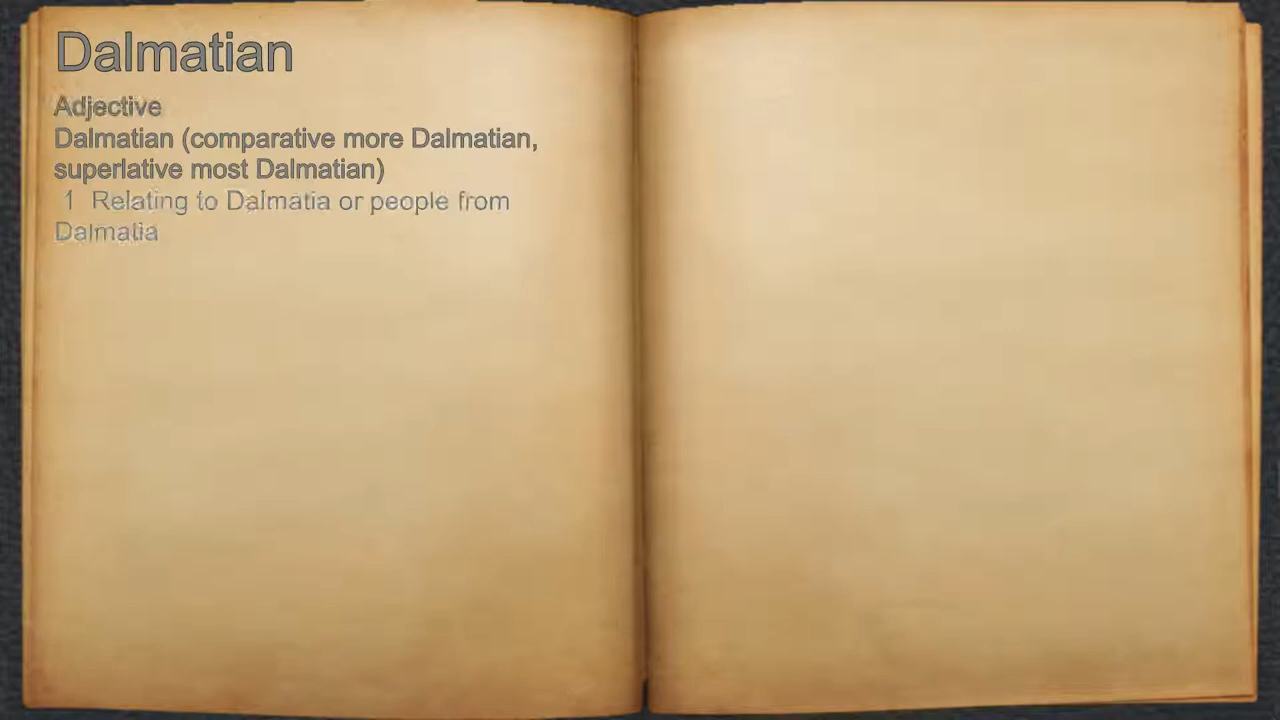 Dalmatian
Adjective
Dalmatian (comparative more Dalmatian,
superlative most Dalmatian)
1 Relating to Dalmatia or people from
Dalmatia